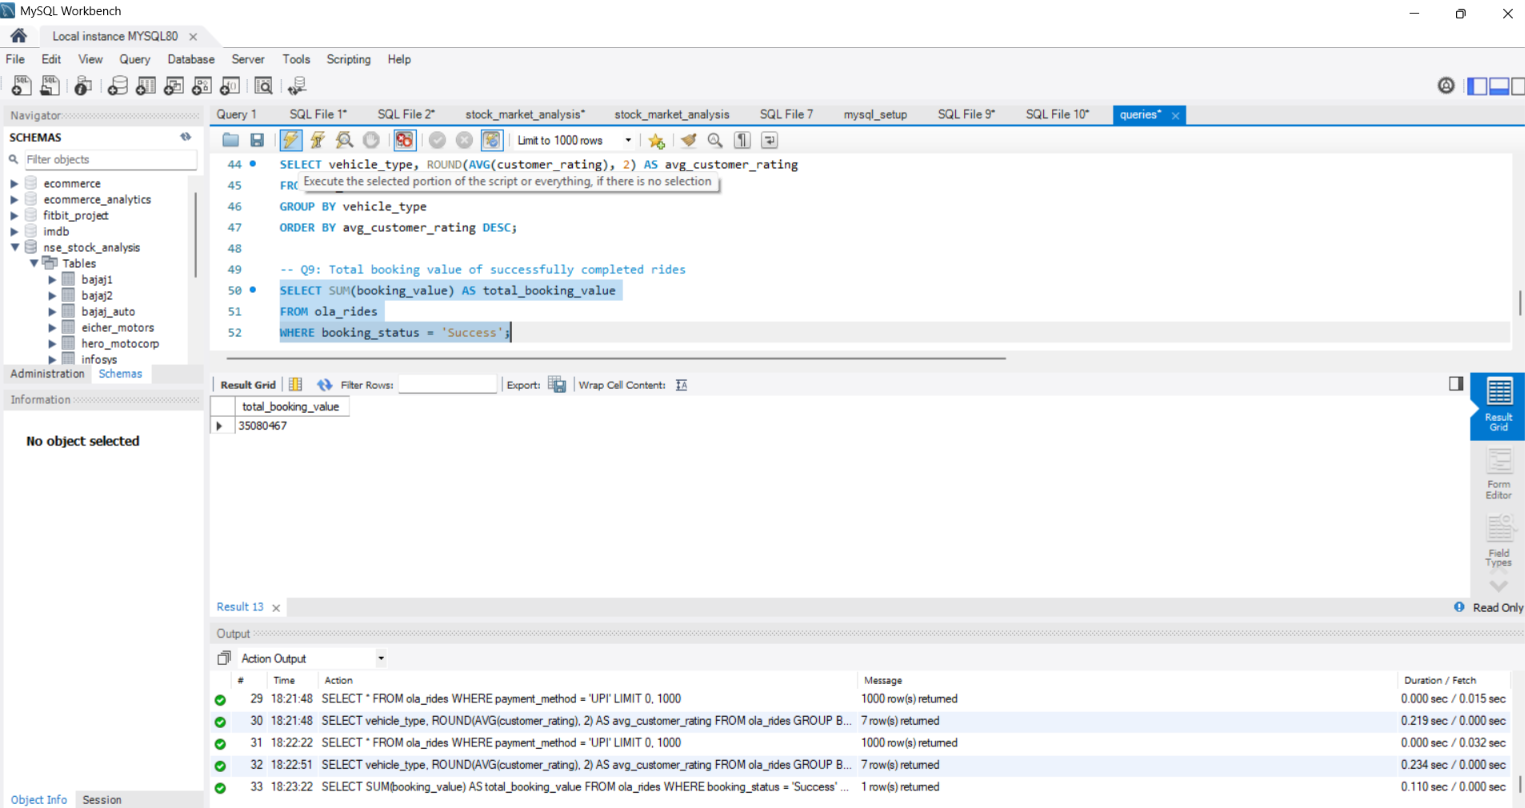 MySQL Workbench
Local instance MYSQL80
File Edit View Query Database Server Tools Scripting Help
Navigator
SCHEMAS
Filter objects
ecommerce
ecommerce_analytics
fitbit_project
imdb
nse_stock_analysis
Tables
bajaj1
bajaj2
bajaj_auto
eicher_motors
hero_motocorp
infosys
Administration Schemas
Information
No object selected
Object Info Session
Query 1 SQL File 1* SQL File 2* stock_market_analysis* stock_market_analysis SQL File 7 mysql_setup SQL File 9* SQL File 10* queries*
Limit to 1000 rows
44 SELECT vehicle_type, ROUND(AVG(customer_rating), 2) AS avg_customer_rating
Execute the selected portion of the script or everything, if there is no selection
45 FRO
46 GROUP BY vehicle_type
47 ORDER BY avg_customer_rating DESC;
48
49 -- Q9: Total booking value of successfully completed rides
50 SELECT SUM(booking_value) AS total_booking_value
51 FROM ola_rides
52 WHERE booking_status = 'Success';
Result Grid Filter Rows: Export: Wrap Cell Content:
total_booking_value
35080467
Result Grid
Form Editor
Field Types
Result 13
Read Only
Output
Action Output
# Time Action Message Duration / Fetch
29 18:21:48 SELECT * FROM ola_rides WHERE payment_method = 'UPI' LIMIT 0, 1000 1000 row(s) returned 0.000 sec / 0.015 sec
30 18:21:48 SELECT vehicle_type, ROUND(AVG(customer_rating), 2) AS avg_customer_rating FROM ola_rides GROUP B... 7 row(s) returned 0.219 sec / 0.000 sec
31 18:22:22 SELECT * FROM ola_rides WHERE payment_method = 'UPI' LIMIT 0, 1000 1000 row(s) returned 0.000 sec / 0.032 sec
32 18:22:51 SELECT vehicle_type, ROUND(AVG(customer_rating), 2) AS avg_customer_rating FROM ola_rides GROUP B... 7 row(s) returned 0.234 sec / 0.000 sec
33 18:23:22 SELECT SUM(booking_value) AS total_booking_value FROM ola_rides WHERE booking_status = 'Success' ... 1 row(s) returned 0.110 sec / 0.000 sec